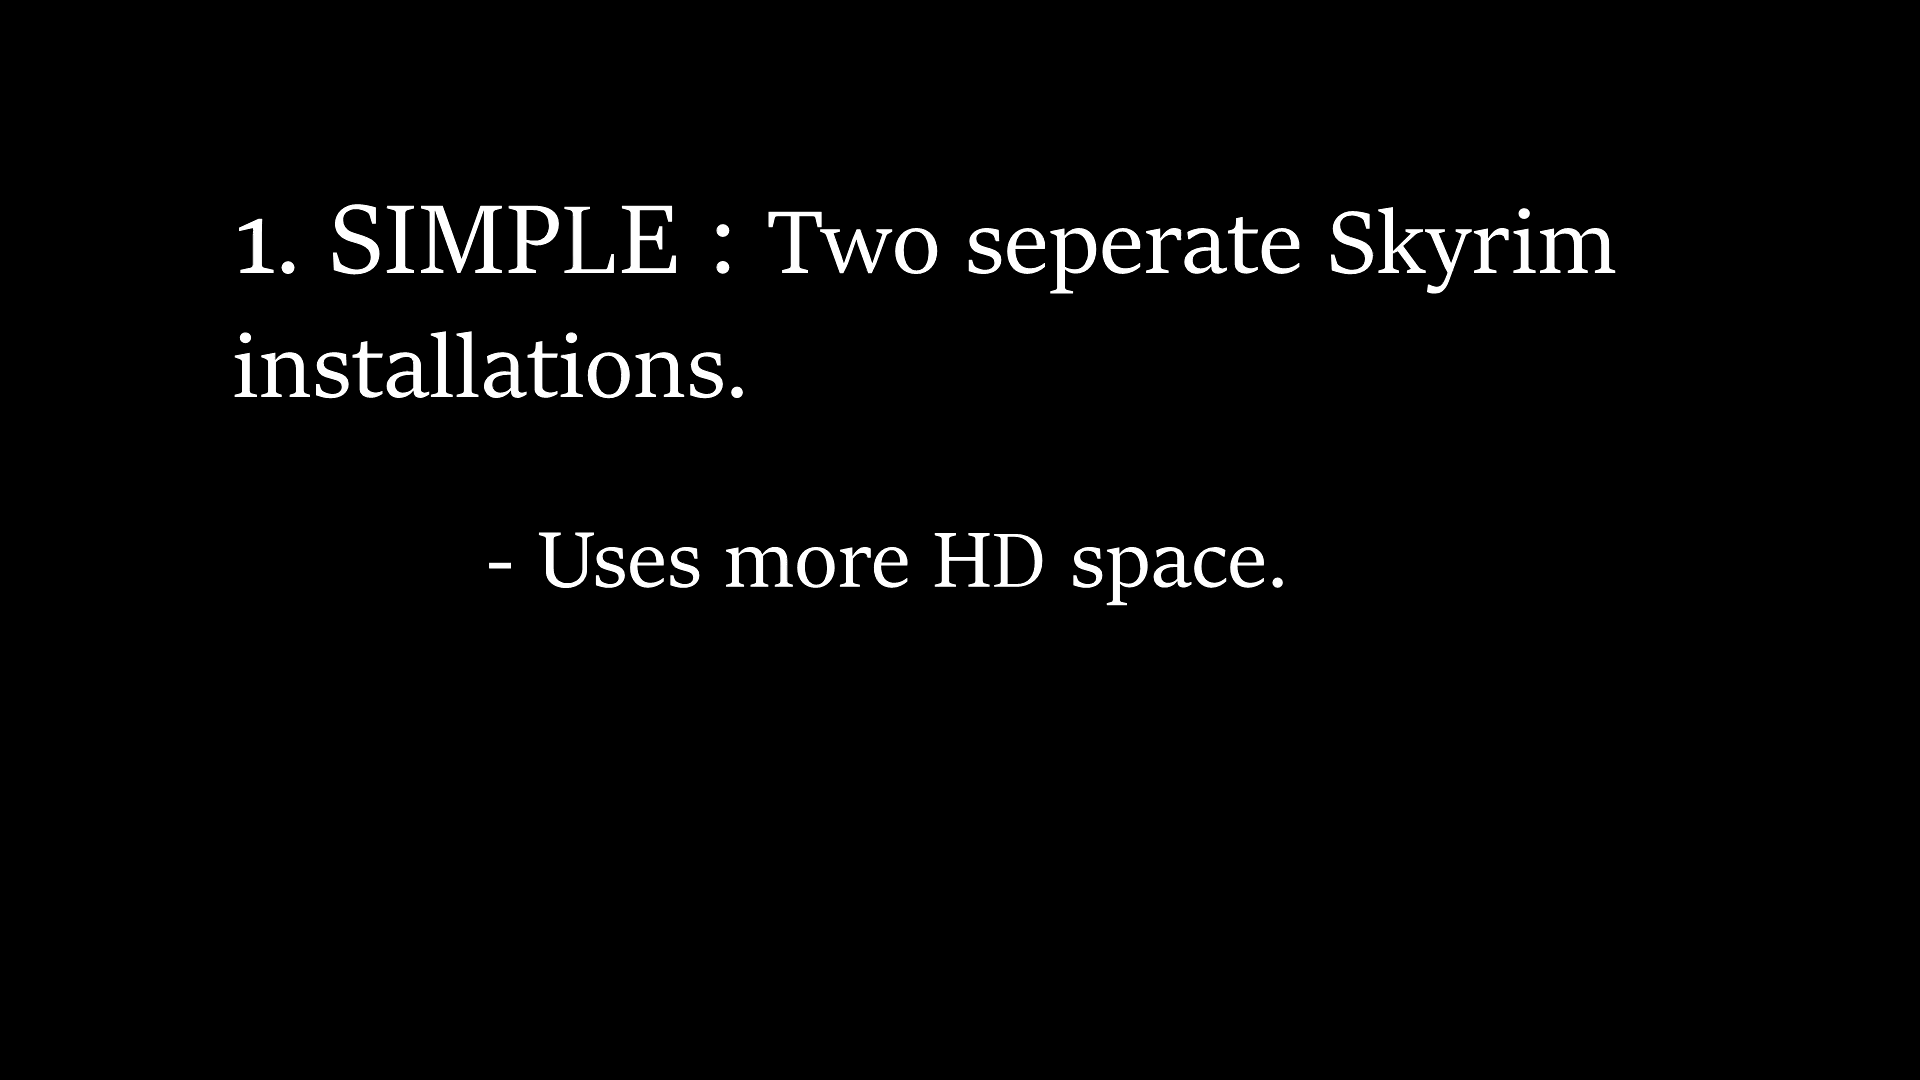 1. SIMPLE : Two seperate Skyrim
installations.
- Uses more HD space.